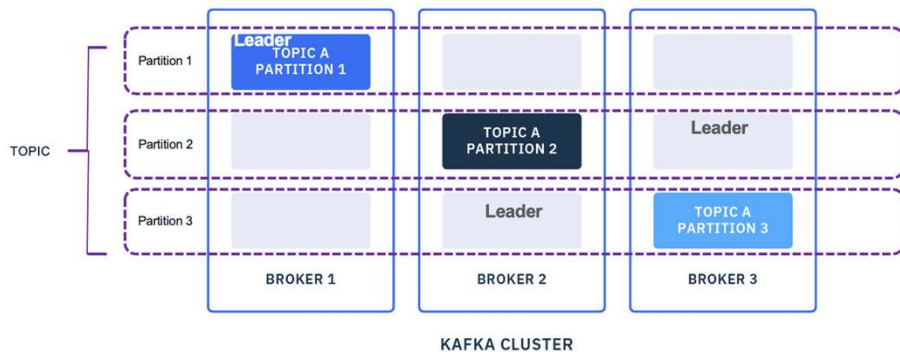 Leader
Partition 1
TOPIC A
PARTITION 1
TOPIC
Partition 2
TOPIC A
PARTITION 2
Leader
Partition 3
Leader
TOPIC A
PARTITION 3
BROKER 1
BROKER 2
BROKER 3
KAFKA CLUSTER